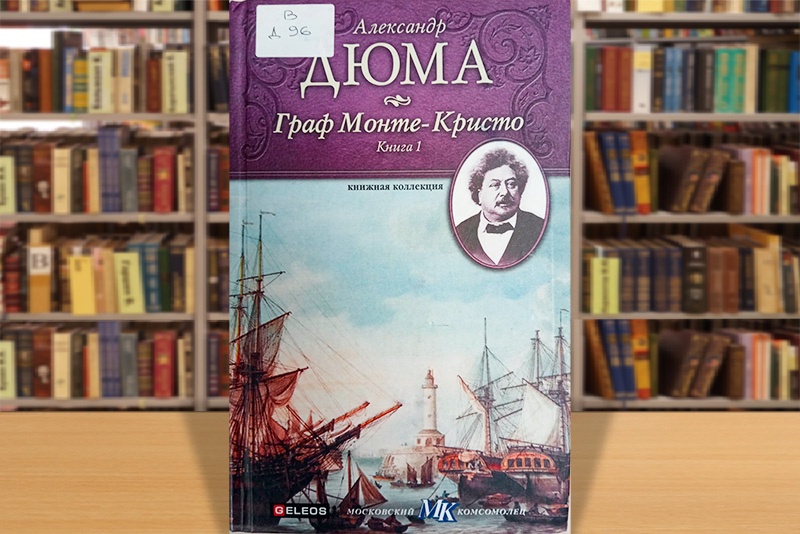 В
Д 96
Александр
ДЮМА
Граф Монте-Кристо
Книга 1
книжная коллекция
GELEOS
МОСКОВСКИЙ МК КОМСОМОЛЕЦ
В